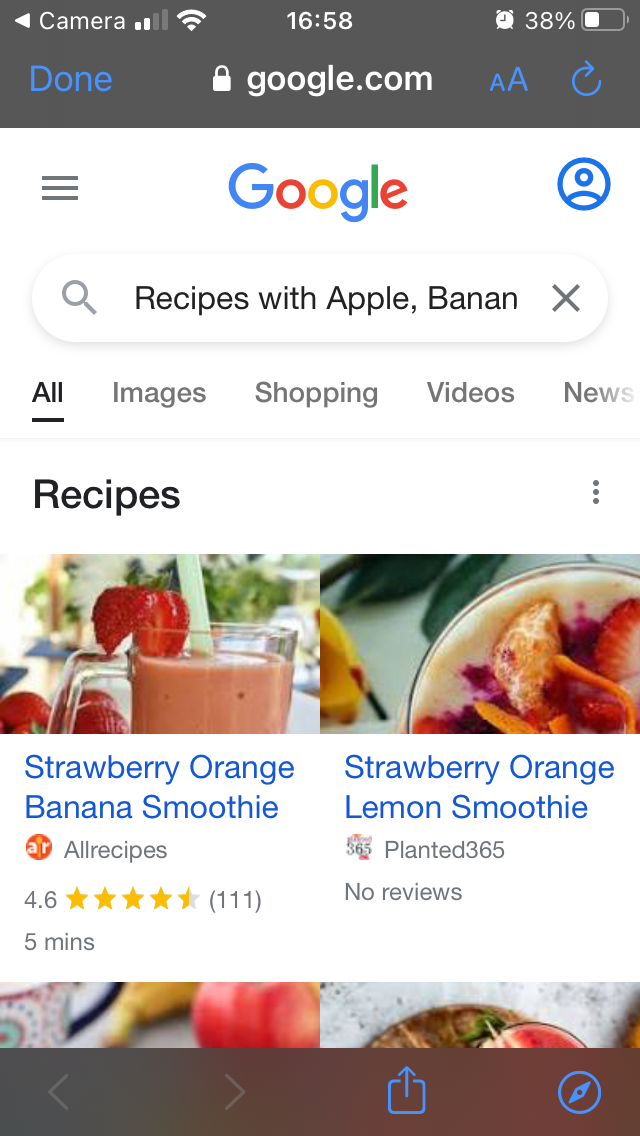 Camera 16:58 38%
Done google.com AA
Google
Recipes with Apple, Banan
All Images Shopping Videos News
Recipes
Strawberry Orange
Banana Smoothie
ar Allrecipes
4.6 (111)
5 mins
Strawberry Orange
Lemon Smoothie
365 Planted365
No reviews